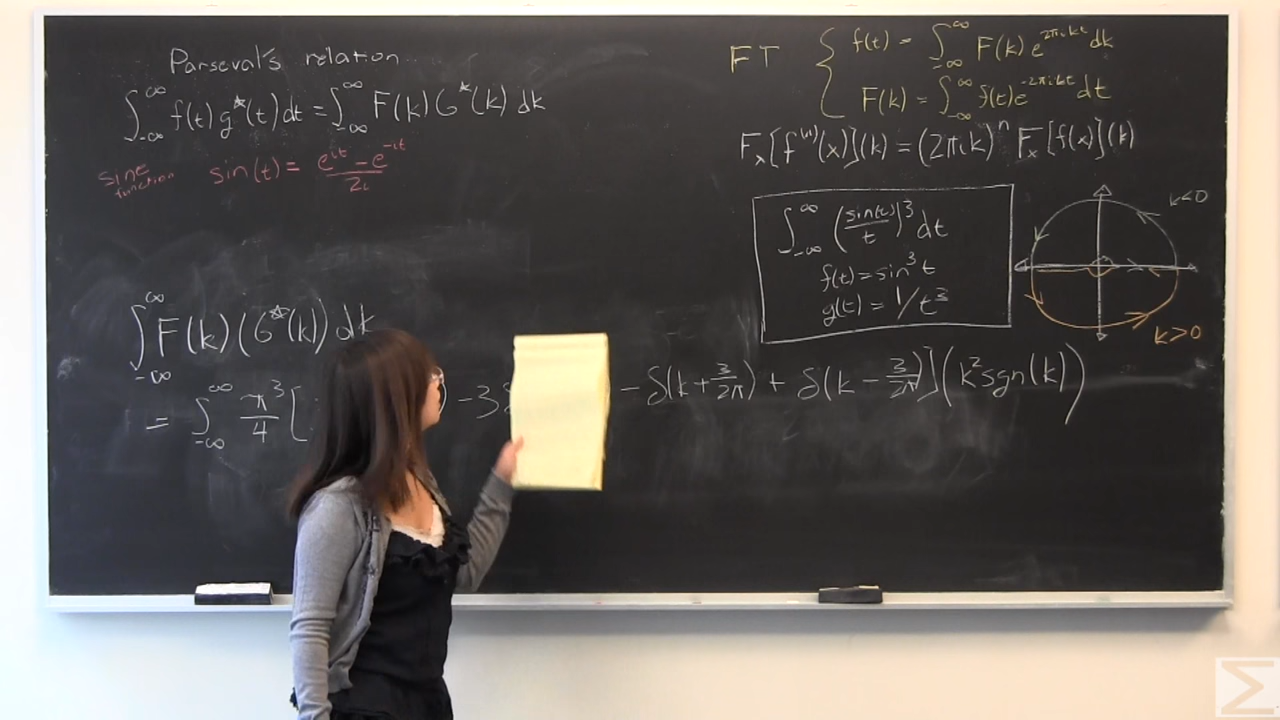 Parseval's relation
∫_{-∞}^{∞} f(t) g*(t) dt = ∫_{-∞}^{∞} F(k) G*(k) dk
sine function sin(t) = (e^{it} - e^{-it})/2i
FT { f(t) = ∫_{-∞}^{∞} F(k) e^{2πikt} dk
F(k) = ∫_{-∞}^{∞} f(t) e^{-2πikt} dt
F_x[f^{(n)}(x)](k) = (2πik)^n F_x[f(x)](k)
∫_{-∞}^{∞} (sin(t)/t)^3 dt
f(t) = sin^3 t
g(t) = 1/t^3
k<0
k>0
∫_{-∞}^{∞} F(k) (G*(k)) dk
= ∫_{-∞}^{∞} π^3/4 [ ) - 3δ - δ(k + 3/2π) + δ(k - 3/2π)] (k^2 sgn(k))
Σ